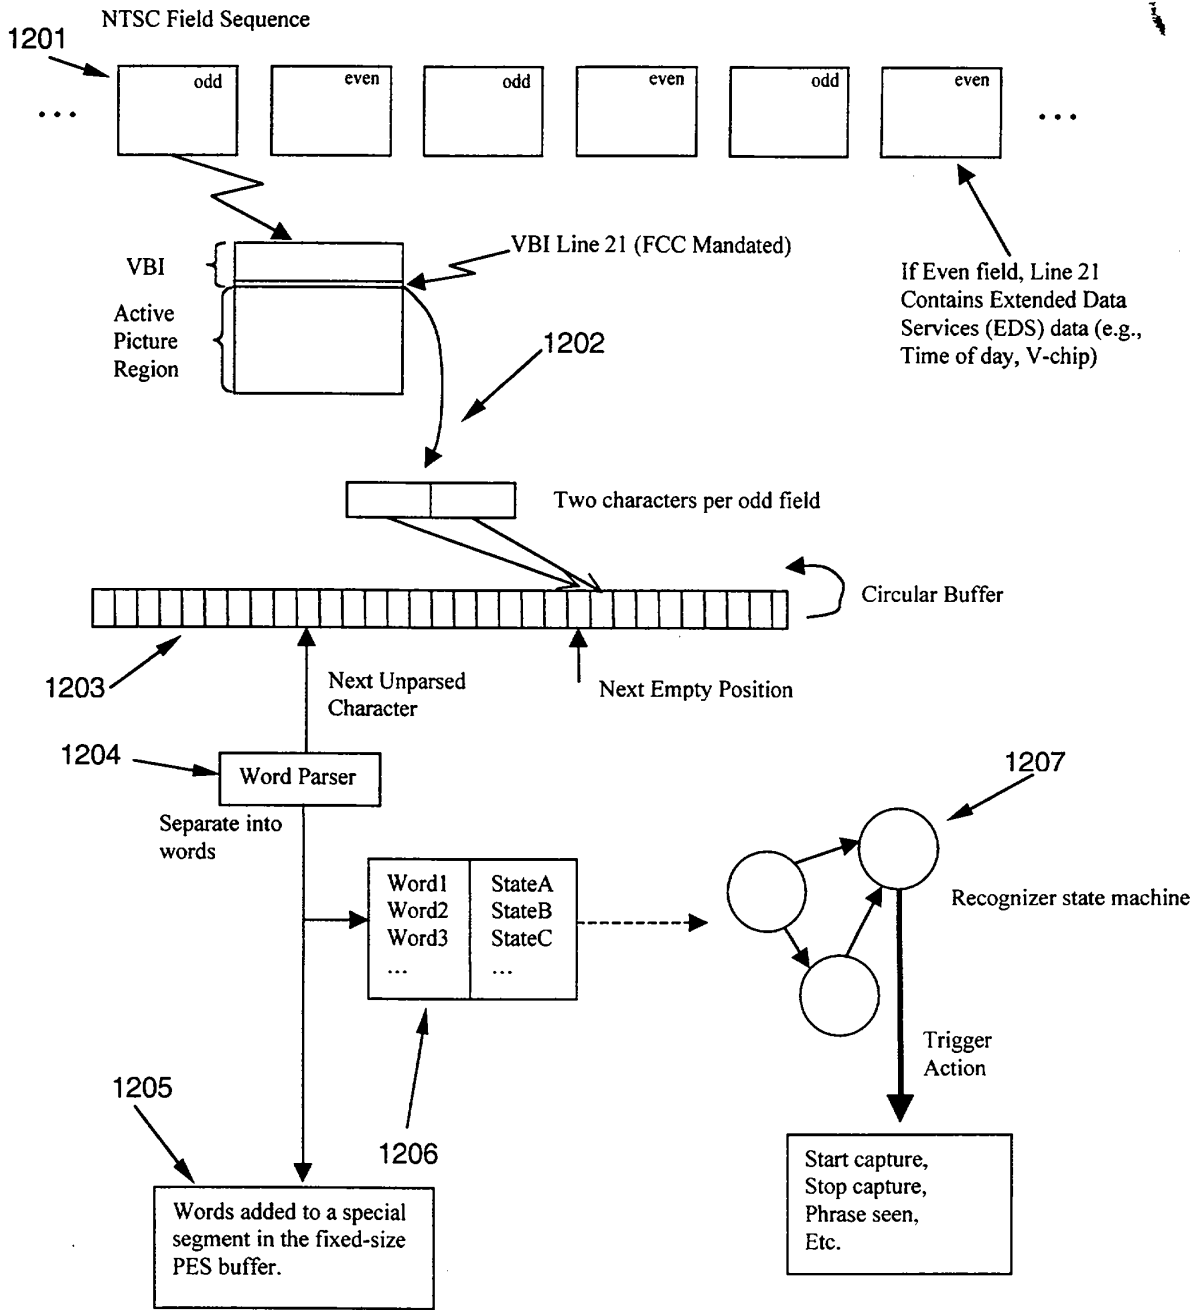 NTSC Field Sequence
1201
odd
even
odd
even
odd
even
...
...
VBI Line 21 (FCC Mandated)
VBI
Active
Picture
Region
If Even field, Line 21
Contains Extended Data
Services (EDS) data (e.g.,
Time of day, V-chip)
1202
Two characters per odd field
Circular Buffer
1203
Next Unparsed
Character
Next Empty Position
1204
Word Parser
Separate into
words
1207
Word1
Word2
Word3
...
StateA
StateB
StateC
...
Recognizer state machine
Trigger
Action
1205
1206
Words added to a special
segment in the fixed-size
PES buffer.
Start capture,
Stop capture,
Phrase seen,
Etc.